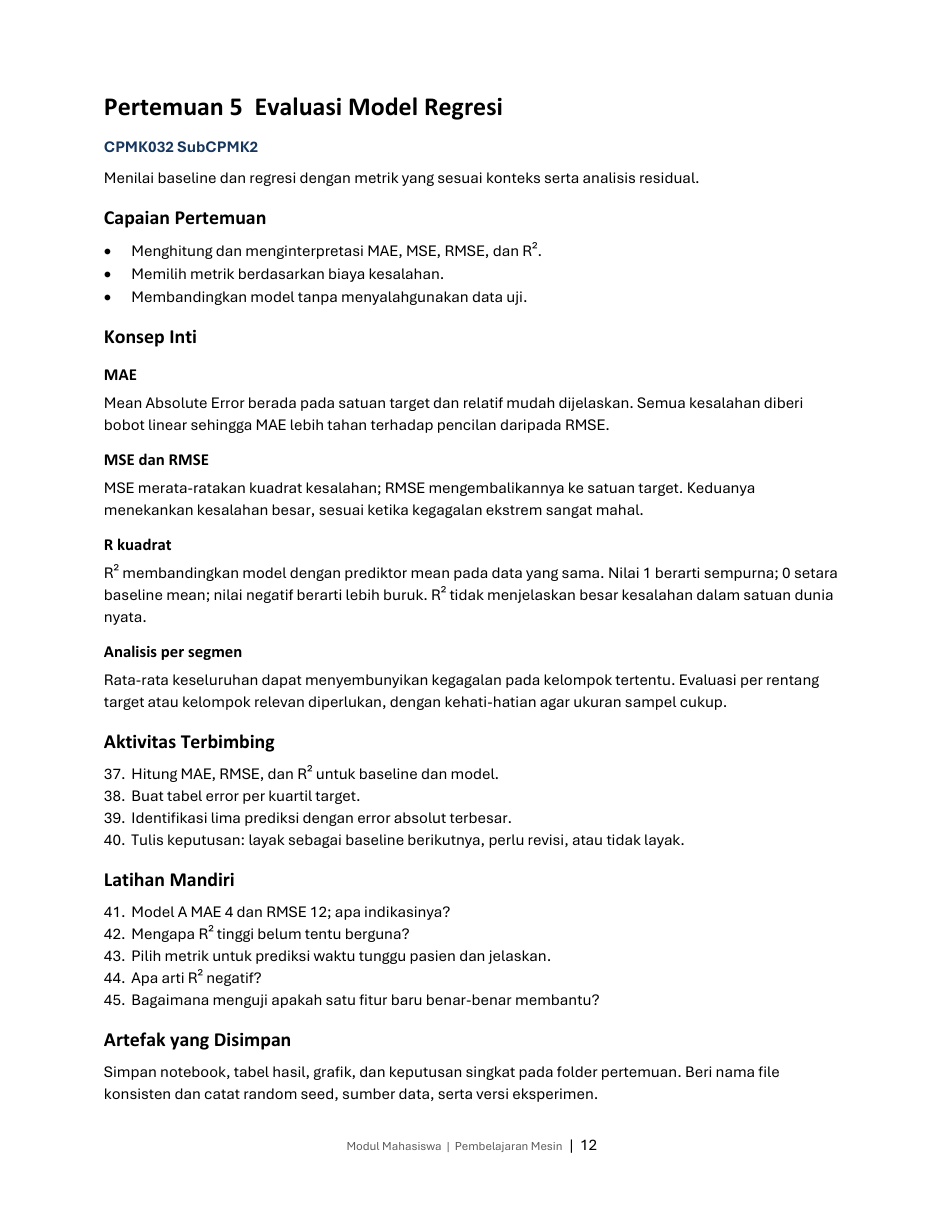 Pertemuan 5  Evaluasi Model Regresi
CPMK032 SubCPMK2
Menilai baseline dan regresi dengan metrik yang sesuai konteks serta analisis residual.
Capaian Pertemuan
• Menghitung dan menginterpretasi MAE, MSE, RMSE, dan R².
• Memilih metrik berdasarkan biaya kesalahan.
• Membandingkan model tanpa menyalahgunakan data uji.
Konsep Inti
MAE
Mean Absolute Error berada pada satuan target dan relatif mudah dijelaskan. Semua kesalahan diberi
bobot linear sehingga MAE lebih tahan terhadap pencilan daripada RMSE.
MSE dan RMSE
MSE merata-ratakan kuadrat kesalahan; RMSE mengembalikannya ke satuan target. Keduanya
menekankan kesalahan besar, sesuai ketika kegagalan ekstrem sangat mahal.
R kuadrat
R² membandingkan model dengan prediktor mean pada data yang sama. Nilai 1 berarti sempurna; 0 setara
baseline mean; nilai negatif berarti lebih buruk. R² tidak menjelaskan besar kesalahan dalam satuan dunia
nyata.
Analisis per segmen
Rata-rata keseluruhan dapat menyembunyikan kegagalan pada kelompok tertentu. Evaluasi per rentang
target atau kelompok relevan diperlukan, dengan kehati-hatian agar ukuran sampel cukup.
Aktivitas Terbimbing
37. Hitung MAE, RMSE, dan R² untuk baseline dan model.
38. Buat tabel error per kuartil target.
39. Identifikasi lima prediksi dengan error absolut terbesar.
40. Tulis keputusan: layak sebagai baseline berikutnya, perlu revisi, atau tidak layak.
Latihan Mandiri
41. Model A MAE 4 dan RMSE 12; apa indikasinya?
42. Mengapa R² tinggi belum tentu berguna?
43. Pilih metrik untuk prediksi waktu tunggu pasien dan jelaskan.
44. Apa arti R² negatif?
45. Bagaimana menguji apakah satu fitur baru benar-benar membantu?
Artefak yang Disimpan
Simpan notebook, tabel hasil, grafik, dan keputusan singkat pada folder pertemuan. Beri nama file
konsisten dan catat random seed, sumber data, serta versi eksperimen.
Modul Mahasiswa | Pembelajaran Mesin | 12